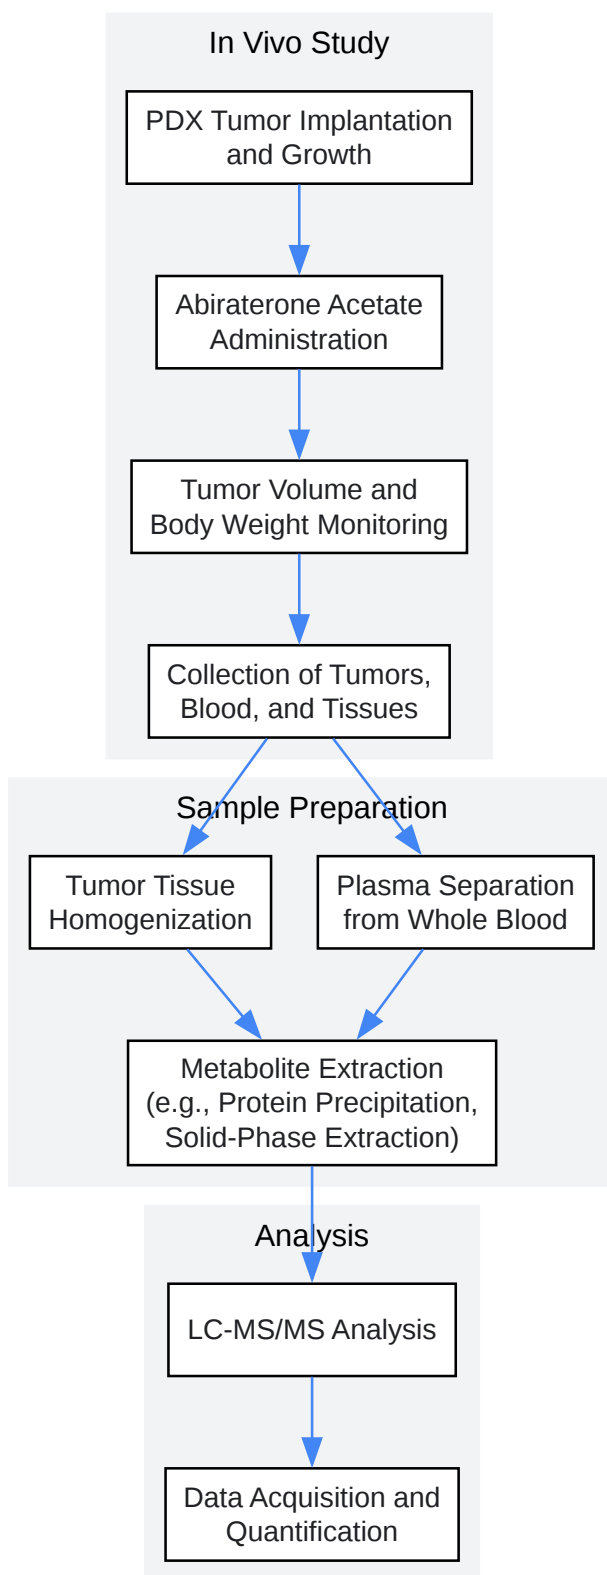 In Vivo Study
PDX Tumor Implantation
and Growth
Abiraterone Acetate
Administration
Tumor Volume and
Body Weight Monitoring
Collection of Tumors,
Blood, and Tissues
Sample Preparation
Tumor Tissue
Homogenization
Plasma Separation
from Whole Blood
Metabolite Extraction
(e.g., Protein Precipitation,
Solid-Phase Extraction)
Analysis
LC-MS/MS Analysis
Data Acquisition and
Quantification